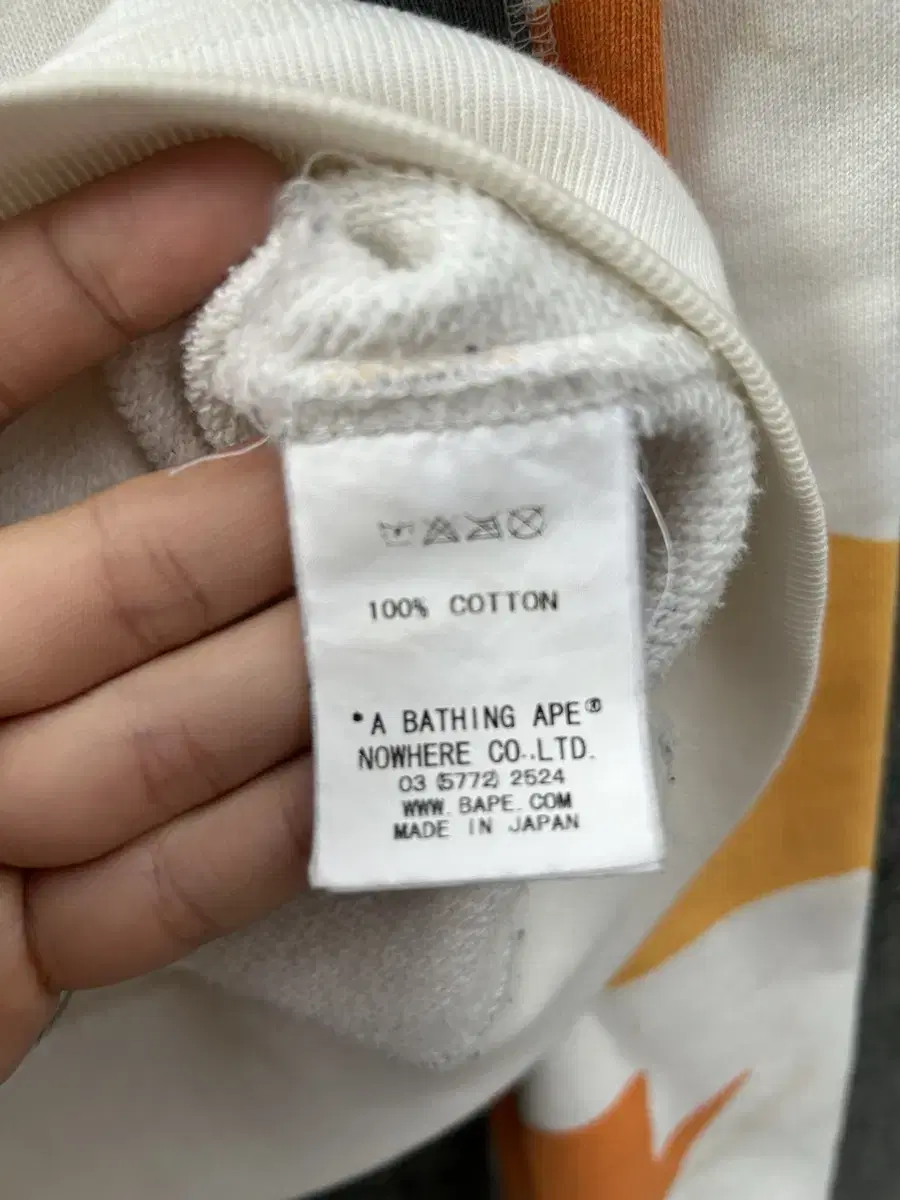 100% COTTON
•A BATHING APE®
NOWHERE CO.,LTD.
03 (5772) 2524
WWW. BAPE. COM
MADE IN JAPAN